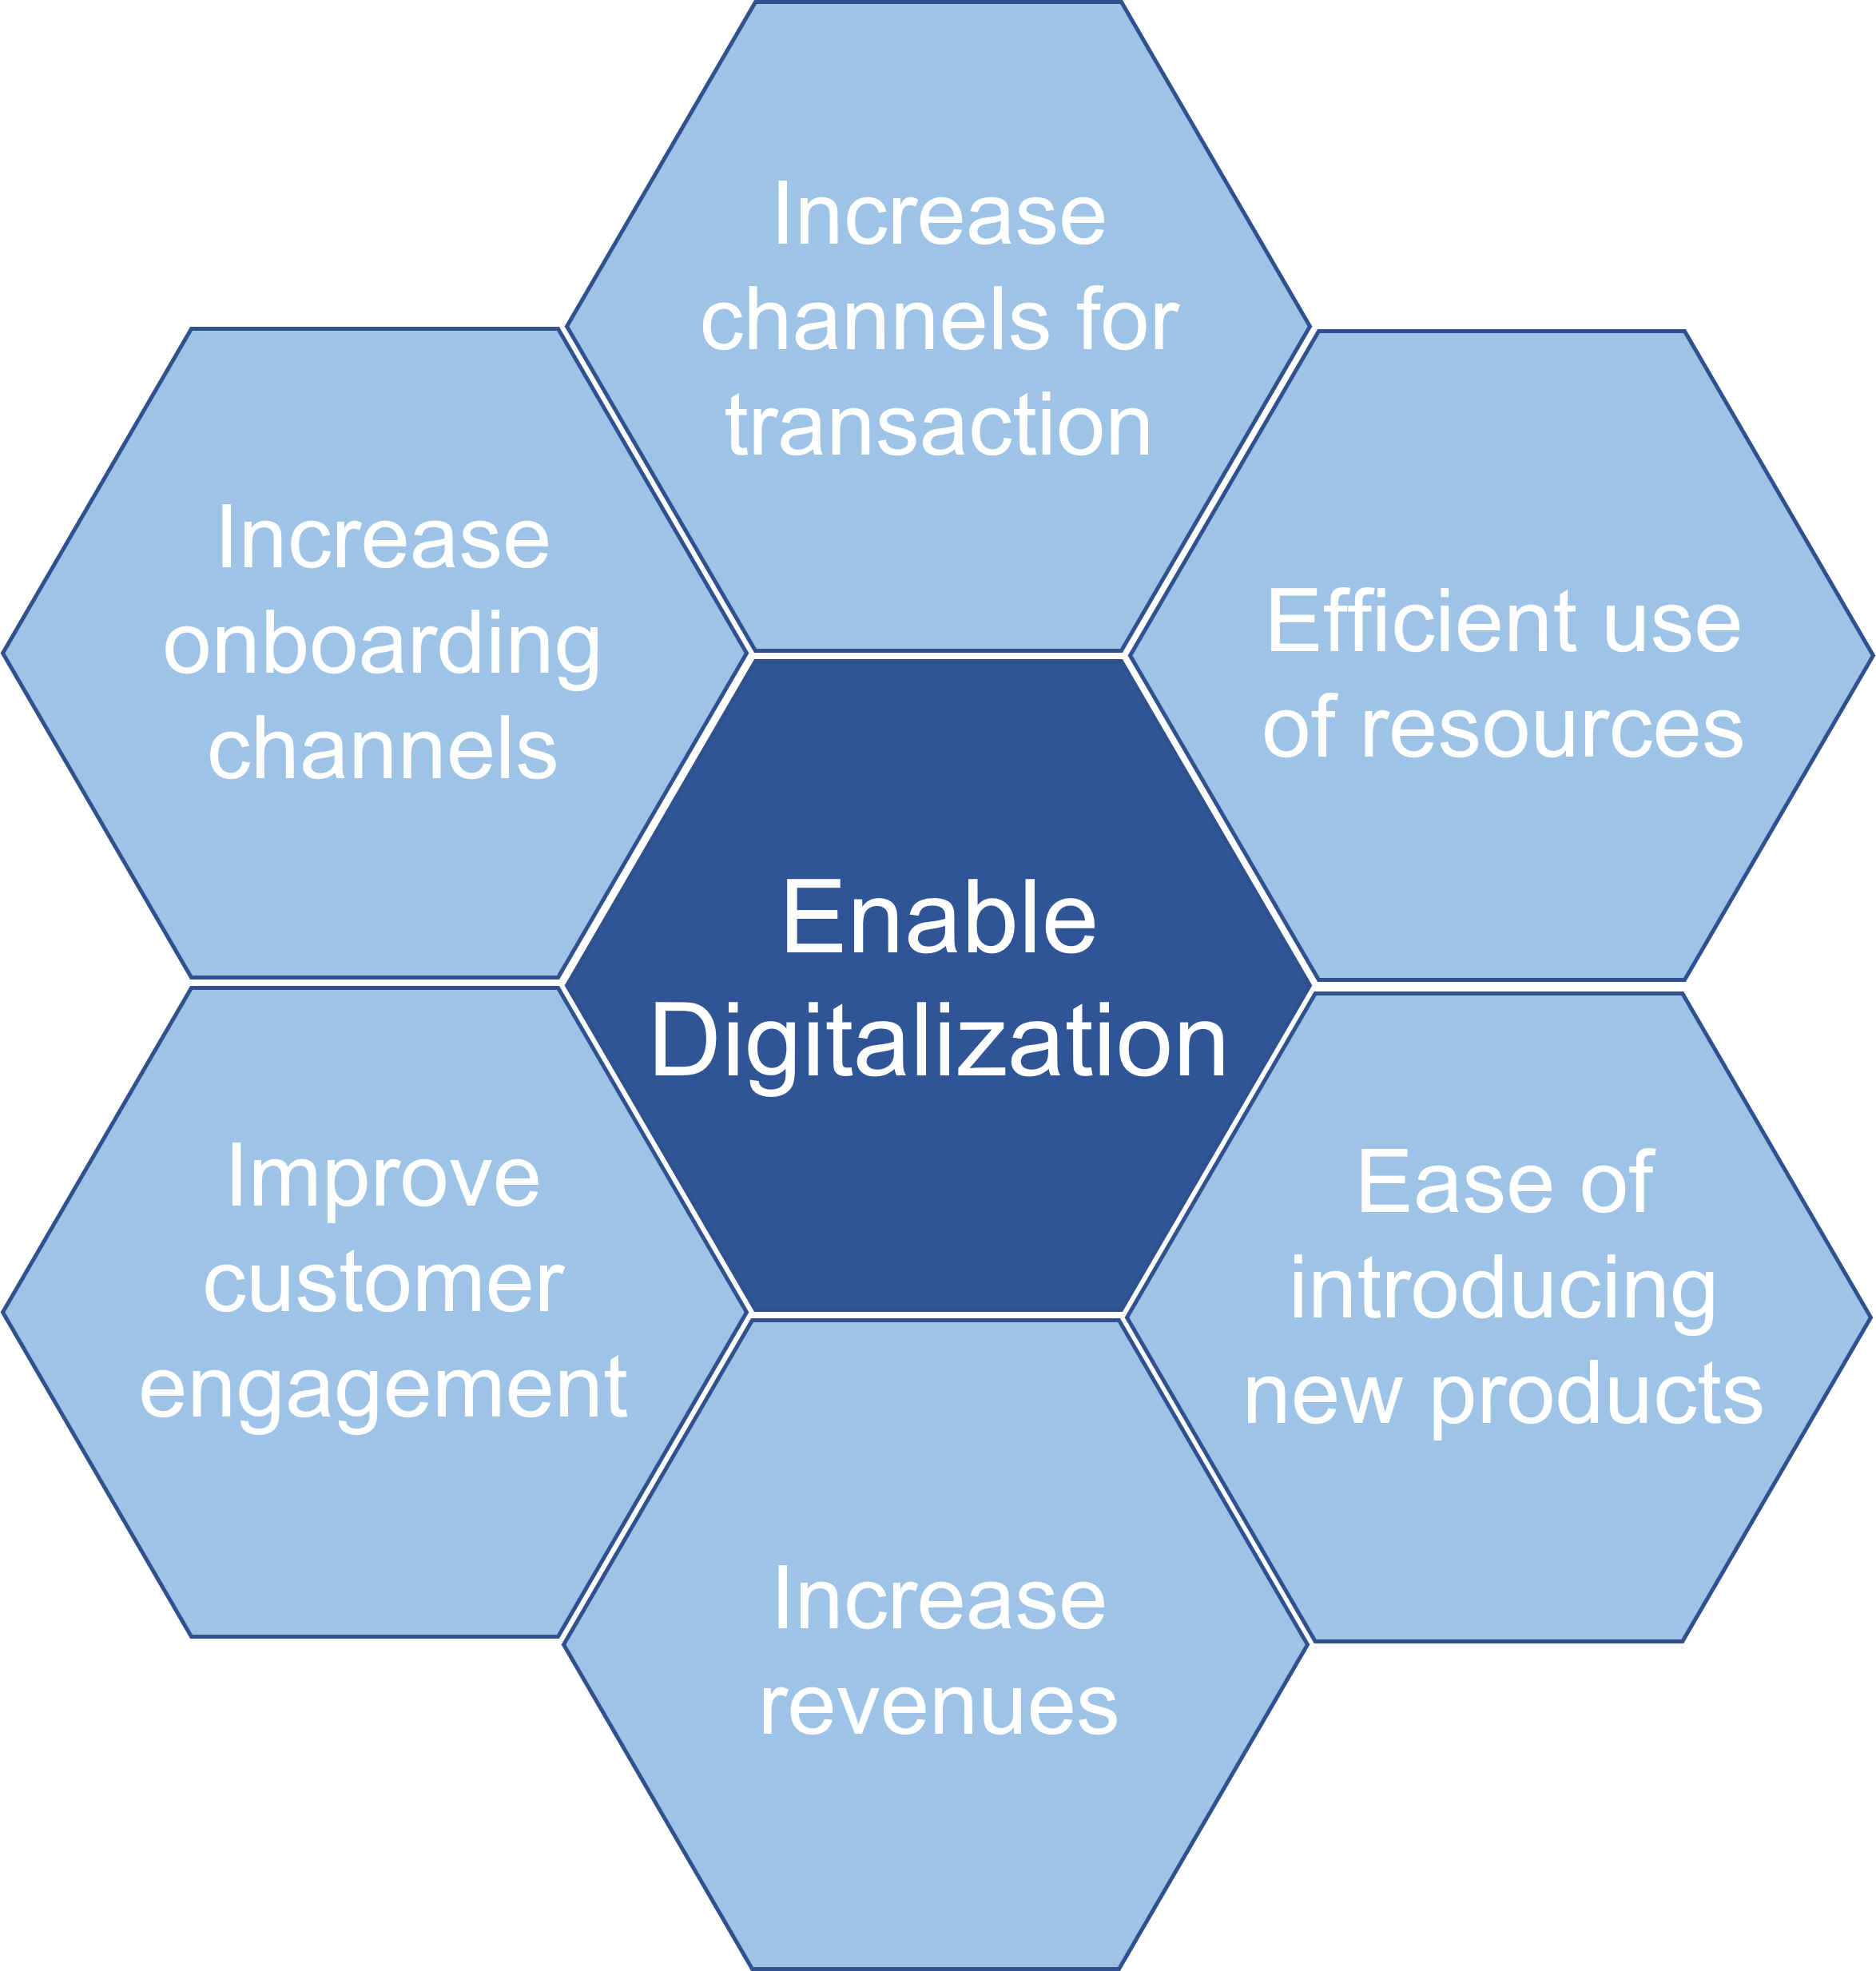 Increase
channels for
transaction
Increase
onboarding
channels
Efficient use
of resources
Enable
Digitalization
Improve
customer
engagement
Ease of
introducing
new products
Increase
revenues